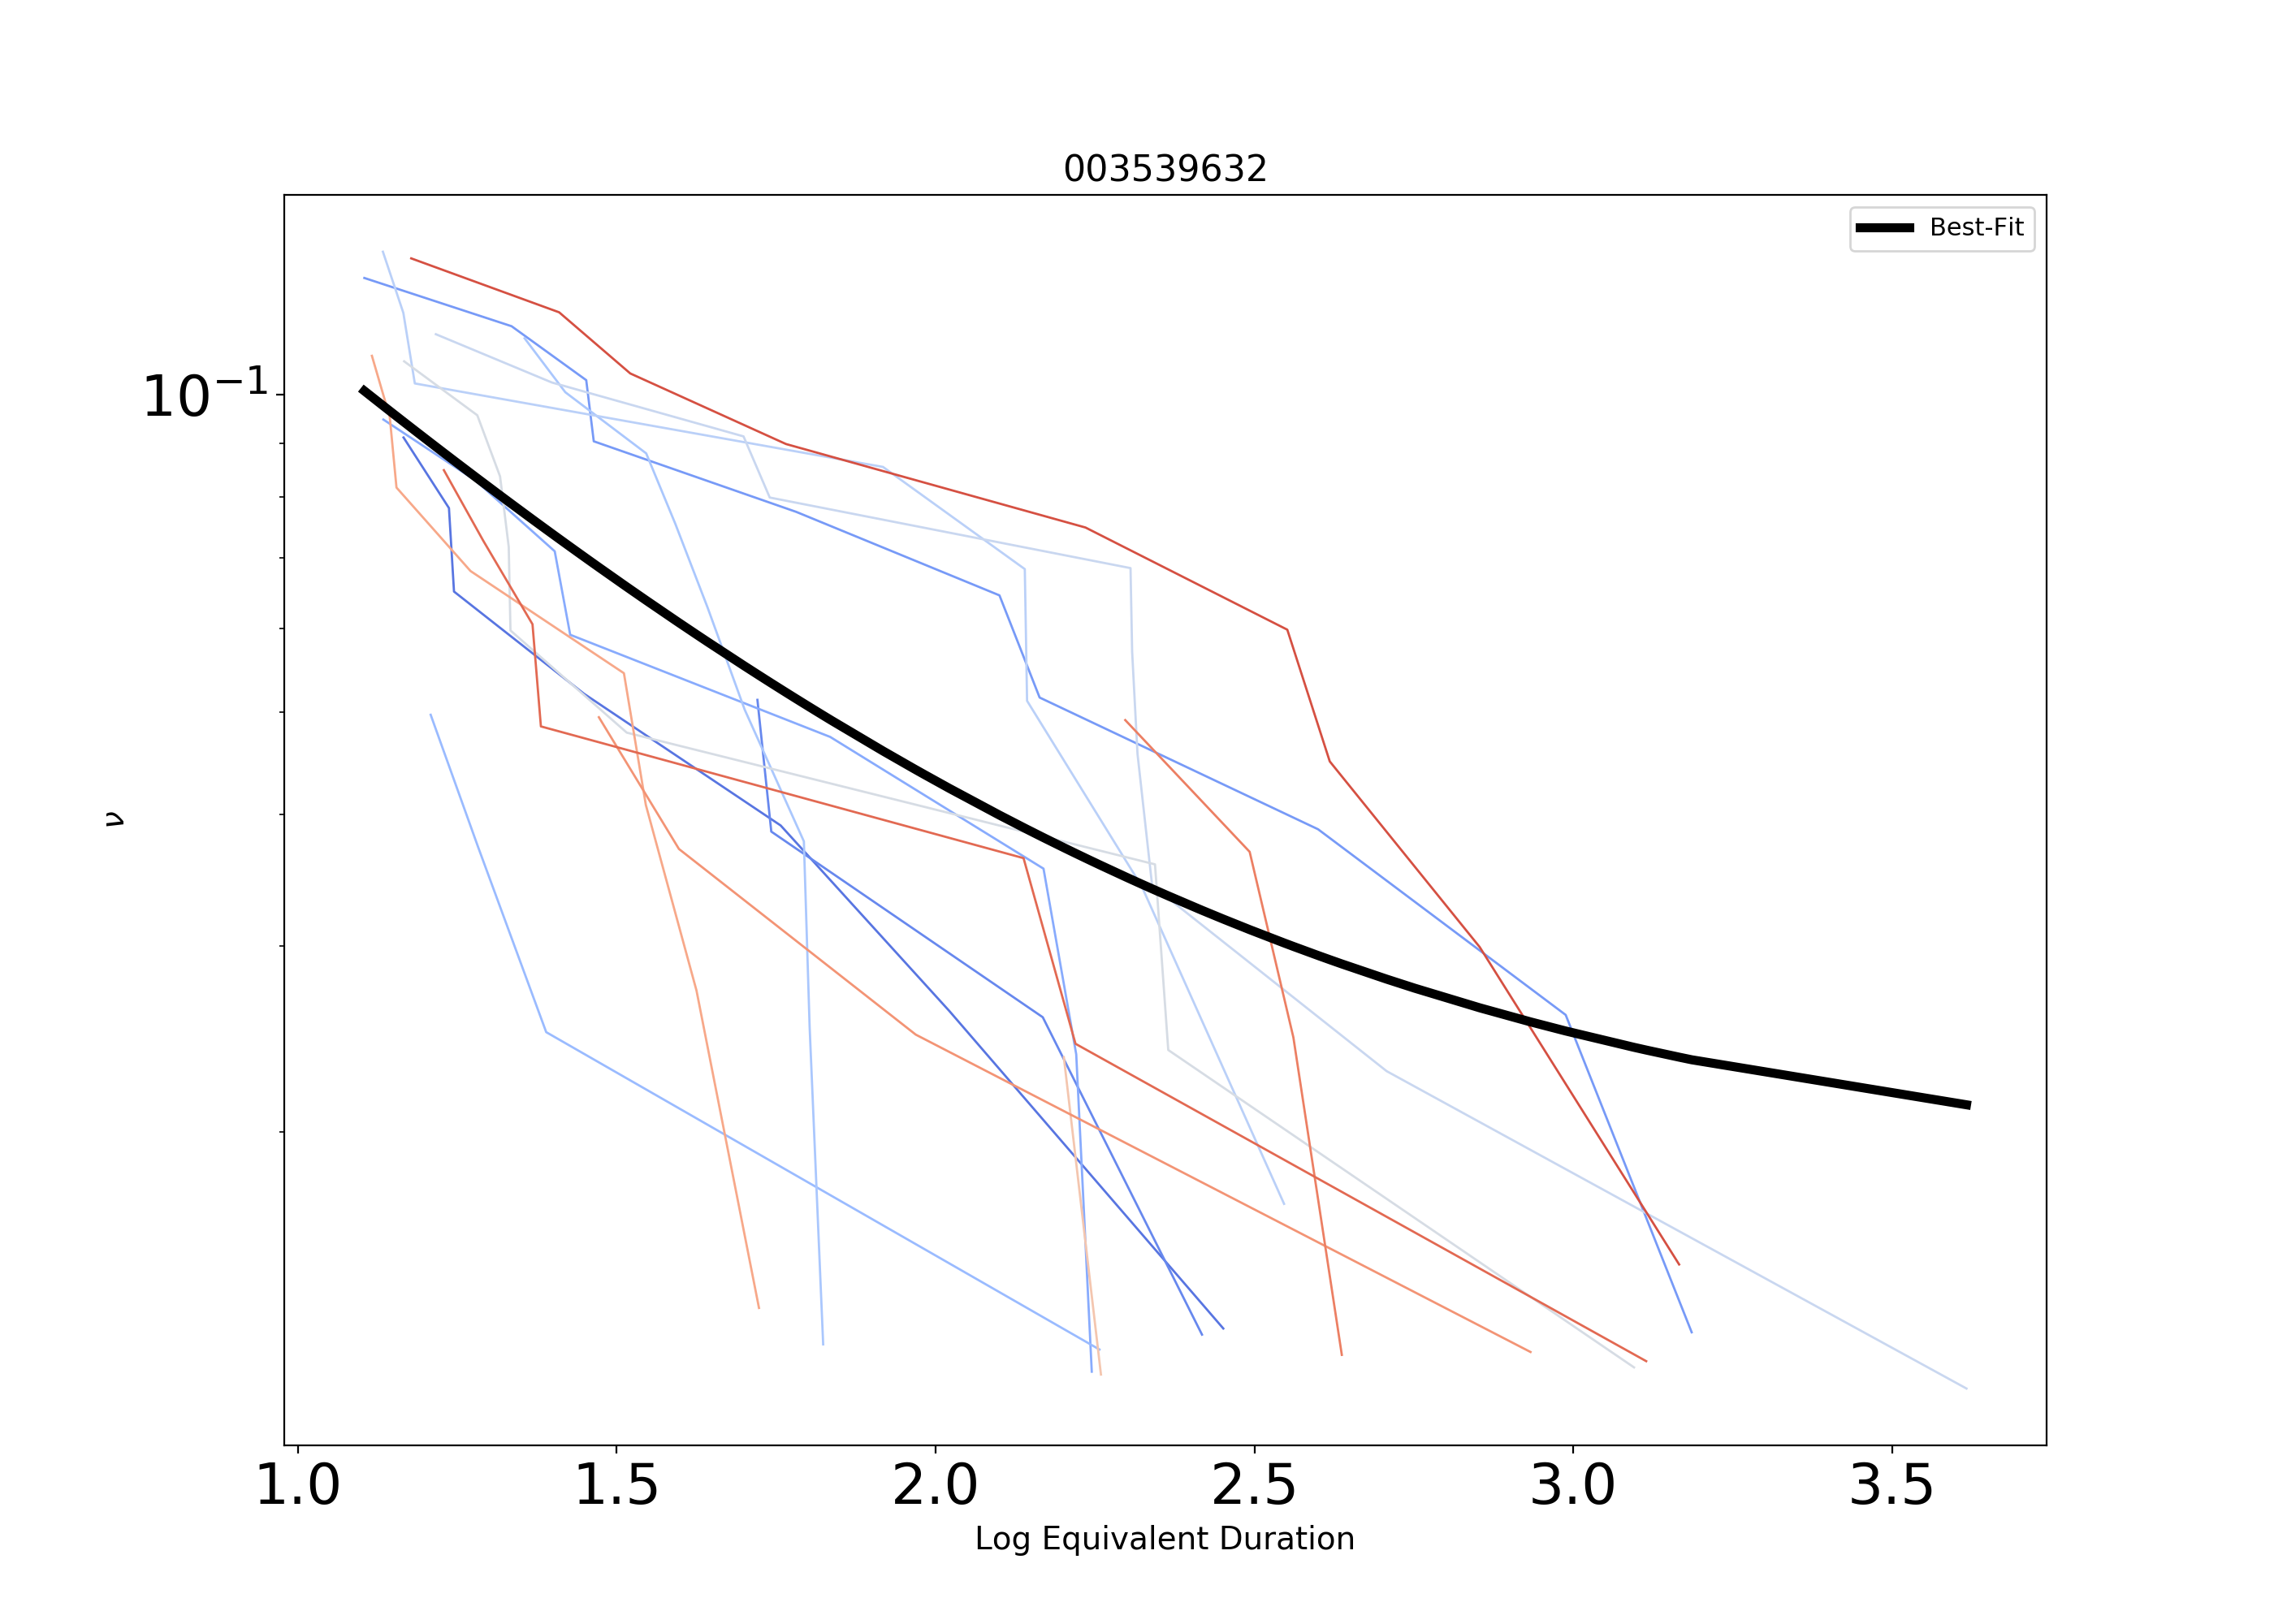 003539632
Best-Fit
10⁻¹
ν
1.0 1.5 2.0 2.5 3.0 3.5
Log Equivalent Duration